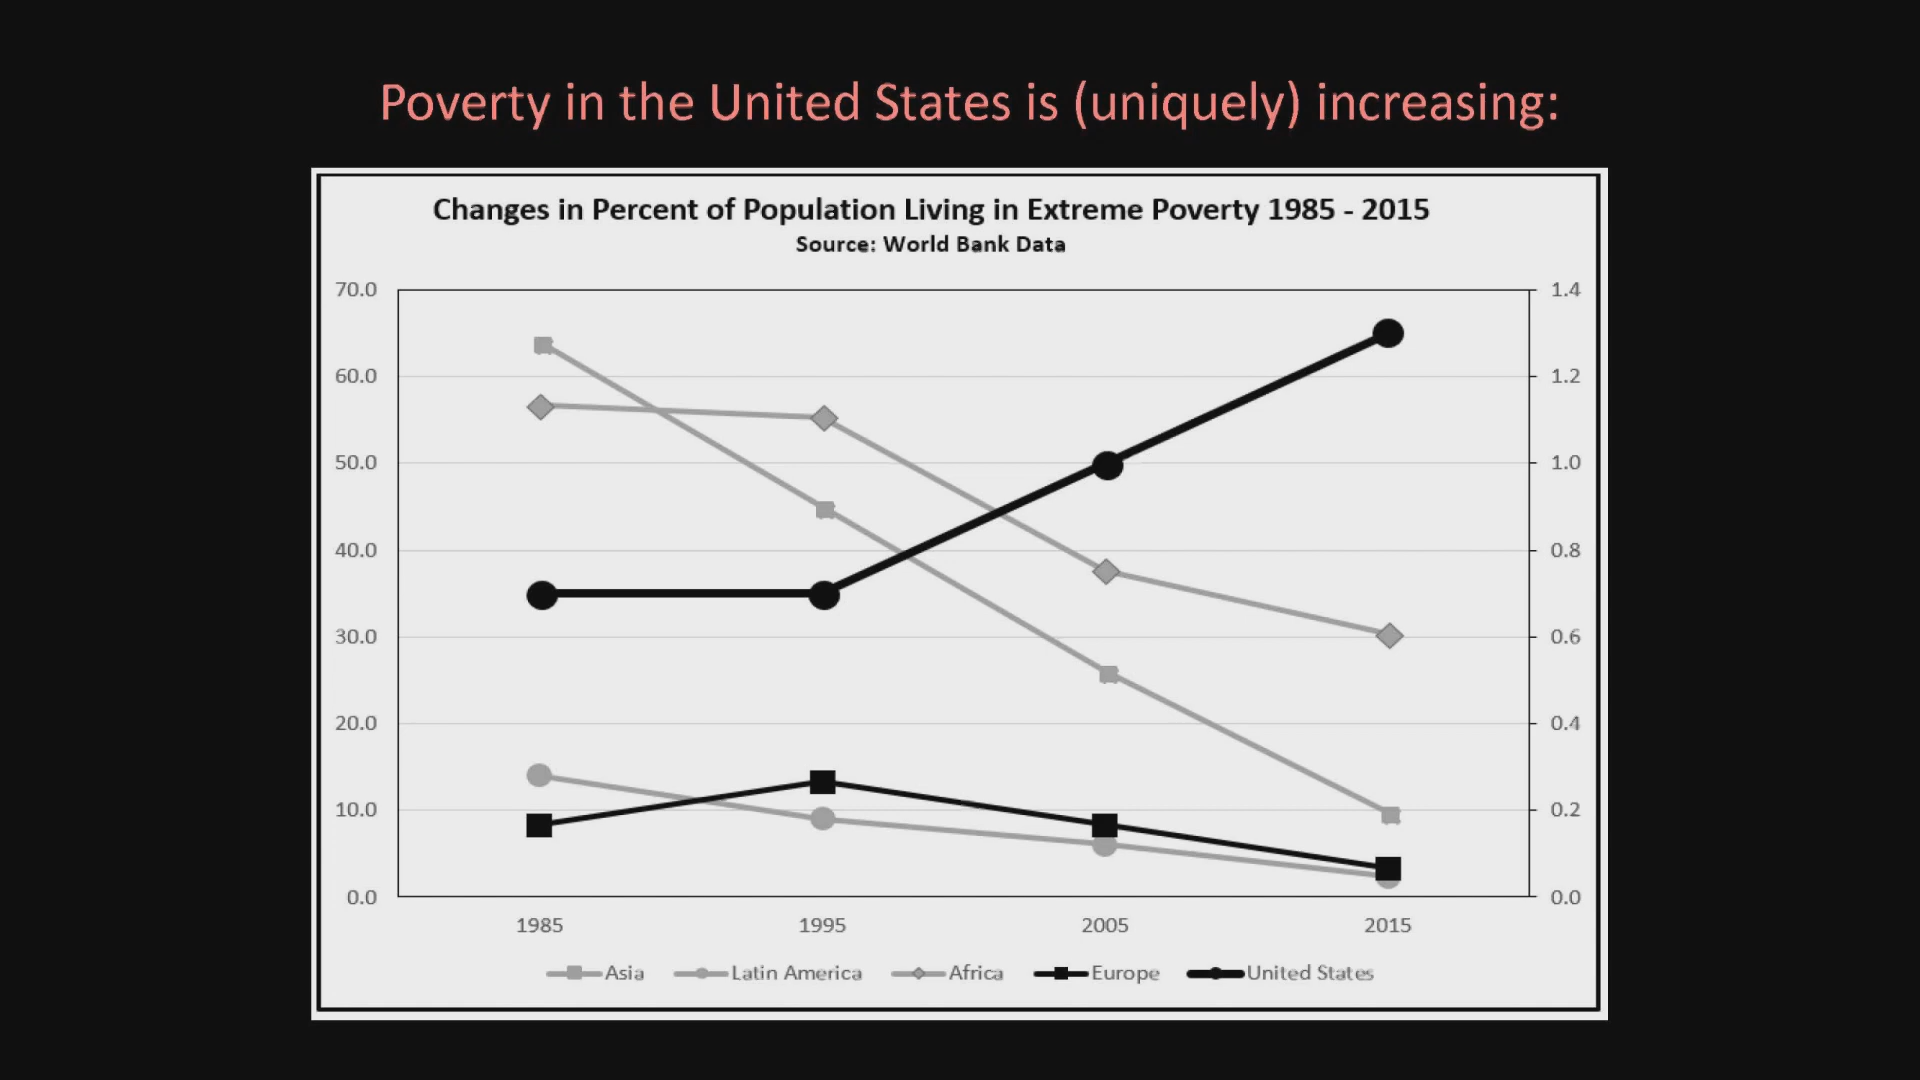 Poverty in the United States is (uniquely) increasing:
Changes in Percent of Population Living in Extreme Poverty 1985 - 2015
Source: World Bank Data
70.0 1.4
60.0 1.2
50.0 1.0
40.0 0.8
30.0 0.6
20.0 0.4
10.0 0.2
0.0 0.0
1985 1995 2005 2015
Asia Latin America Africa Europe United States